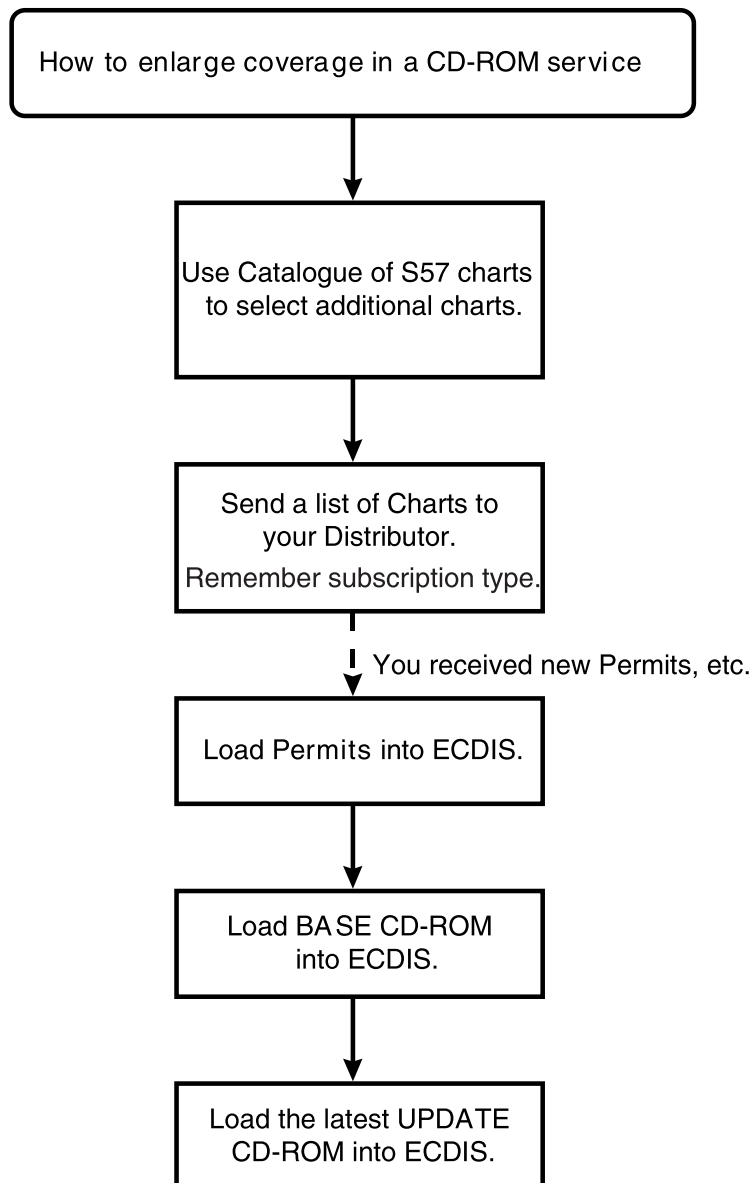 How to enlarge coverage in a CD-ROM service
Use Catalogue of S57 charts
to select additional charts.
Send a list of Charts to
your Distributor.
Remember subscription type.
You received new Permits, etc.
Load Permits into ECDIS.
Load BASE CD-ROM
into ECDIS.
Load the latest UPDATE
CD-ROM into ECDIS.